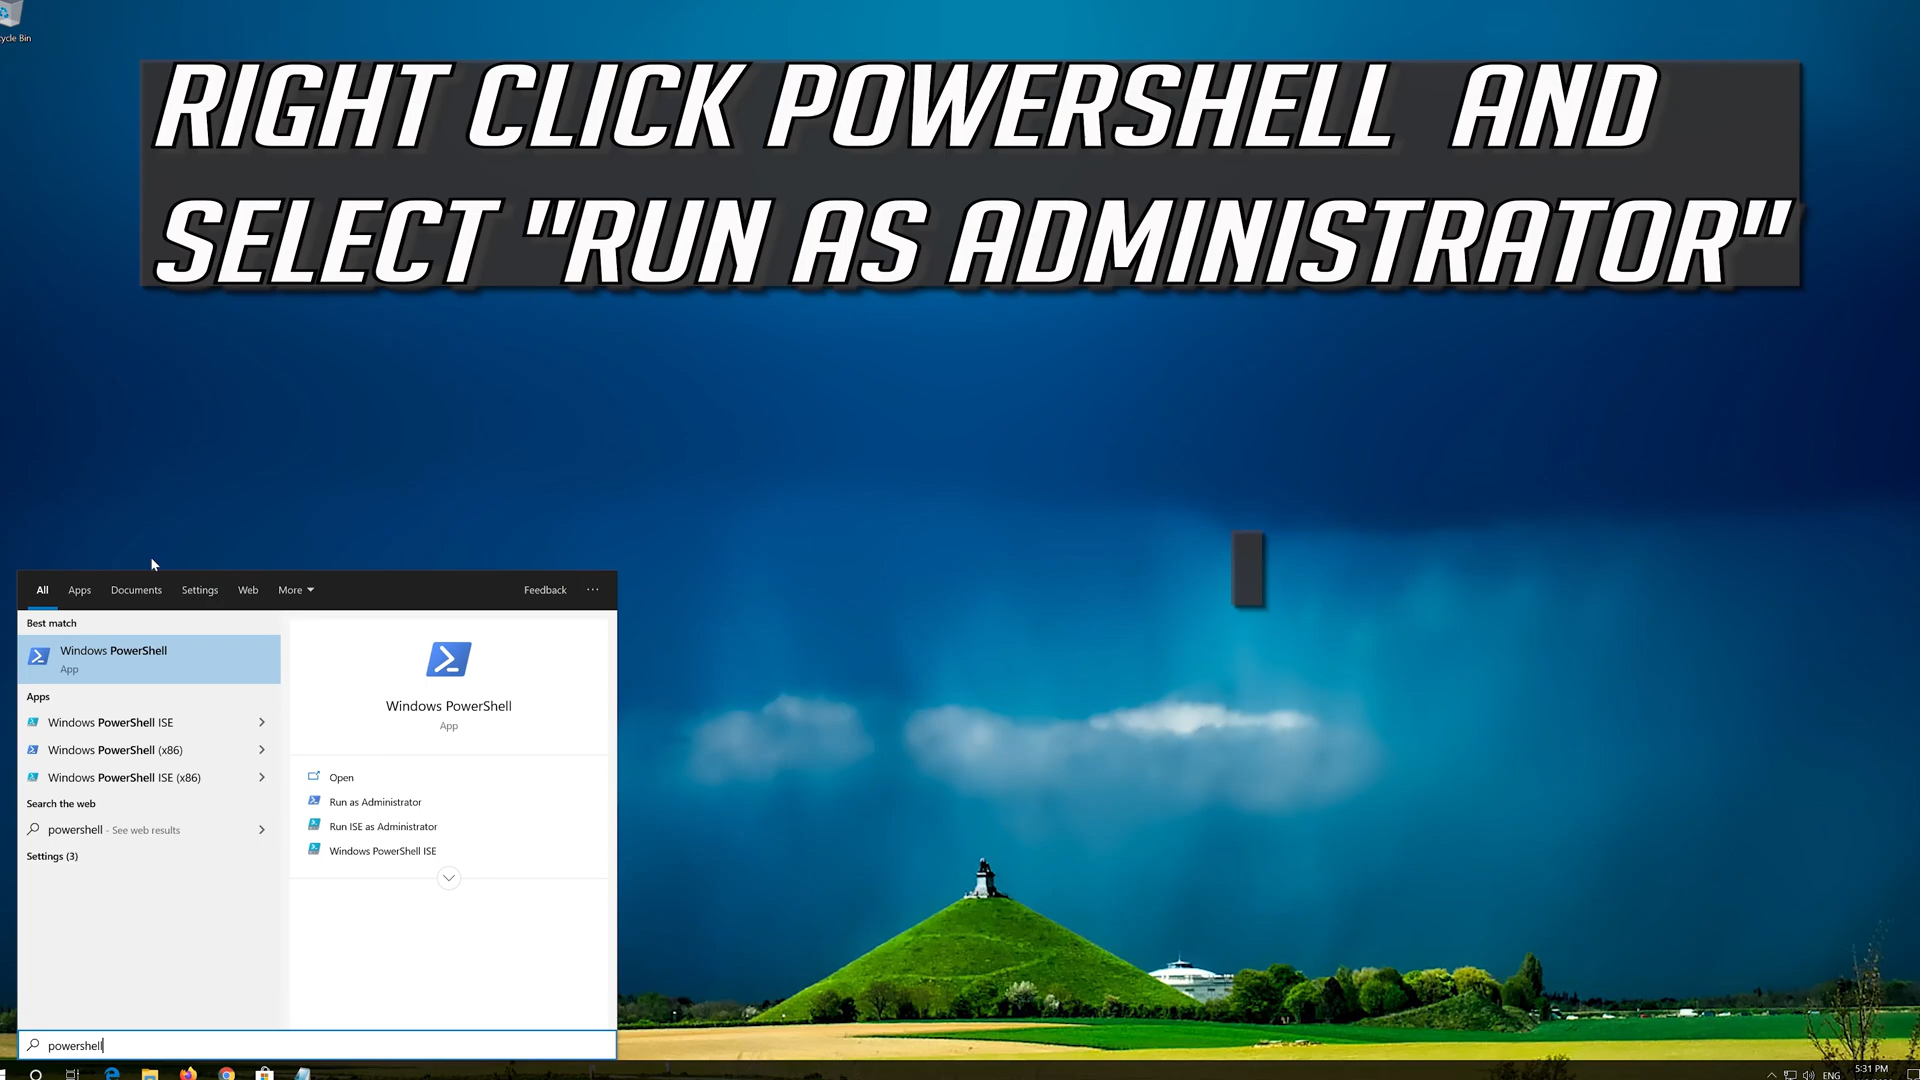 cycle Bin
RIGHT CLICK POWERSHELL AND
SELECT "RUN AS ADMINISTRATOR"
All Apps Documents Settings Web More Feedback ...
Best match
Windows PowerShell
App
Apps
Windows PowerShell ISE
Windows PowerShell (x86)
Windows PowerShell ISE (x86)
Search the web
powershell - See web results
Settings (3)
Windows PowerShell
App
Open
Run as Administrator
Run ISE as Administrator
Windows PowerShell ISE
powershell
ENG
5:31 PM